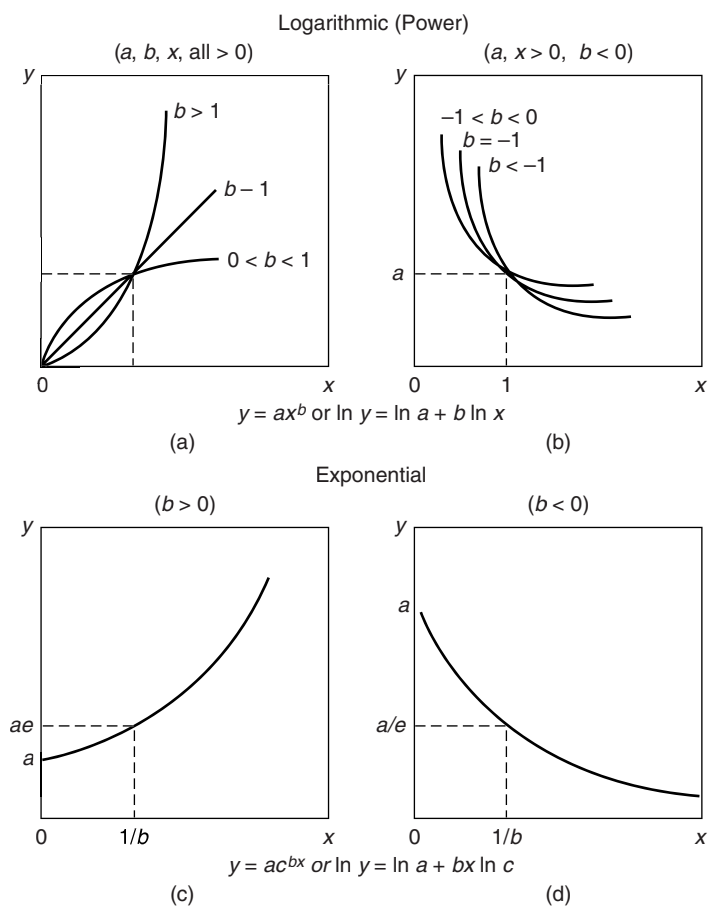 Logarithmic (Power)
(a, b, x, all > 0)
(a, x > 0, b < 0)
y
b > 1
b – 1
0 < b < 1
0
x
y
–1 < b < 0
b = –1
b < –1
a
0
1
x
y = ax^b or ln y = ln a + b ln x
(a)
(b)
Exponential
(b > 0)
(b < 0)
y
ae
a
0
1/b
x
y
a
a/e
0
1/b
x
y = ac^bx or ln y = ln a + bx ln c
(c)
(d)